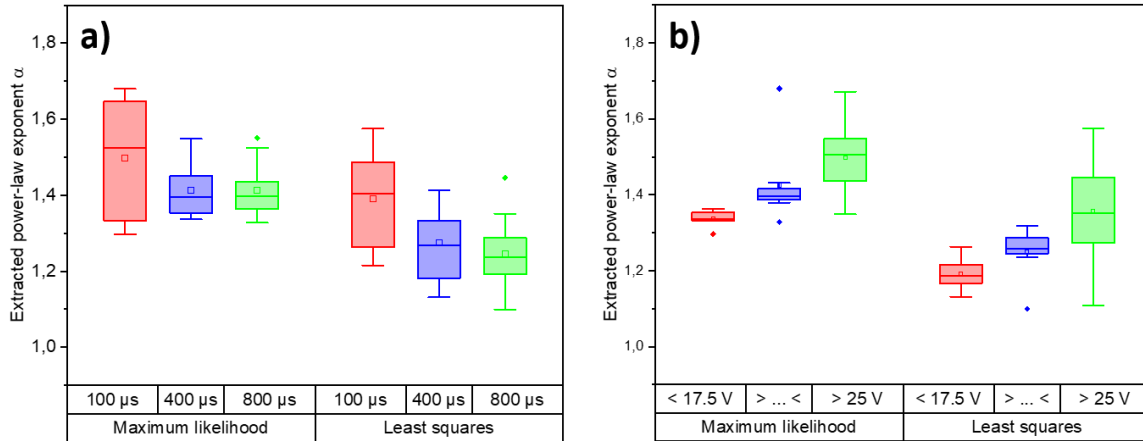 a)
Extracted power-law exponent α
1,8
1,6
1,4
1,2
1,0
100 µs 400 µs 800 µs 100 µs 400 µs 800 µs
Maximum likelihood Least squares
b)
Extracted power-law exponent α
1,8
1,6
1,4
1,2
1,0
< 17.5 V > ... < > 25 V < 17.5 V > ... < > 25 V
Maximum likelihood Least squares